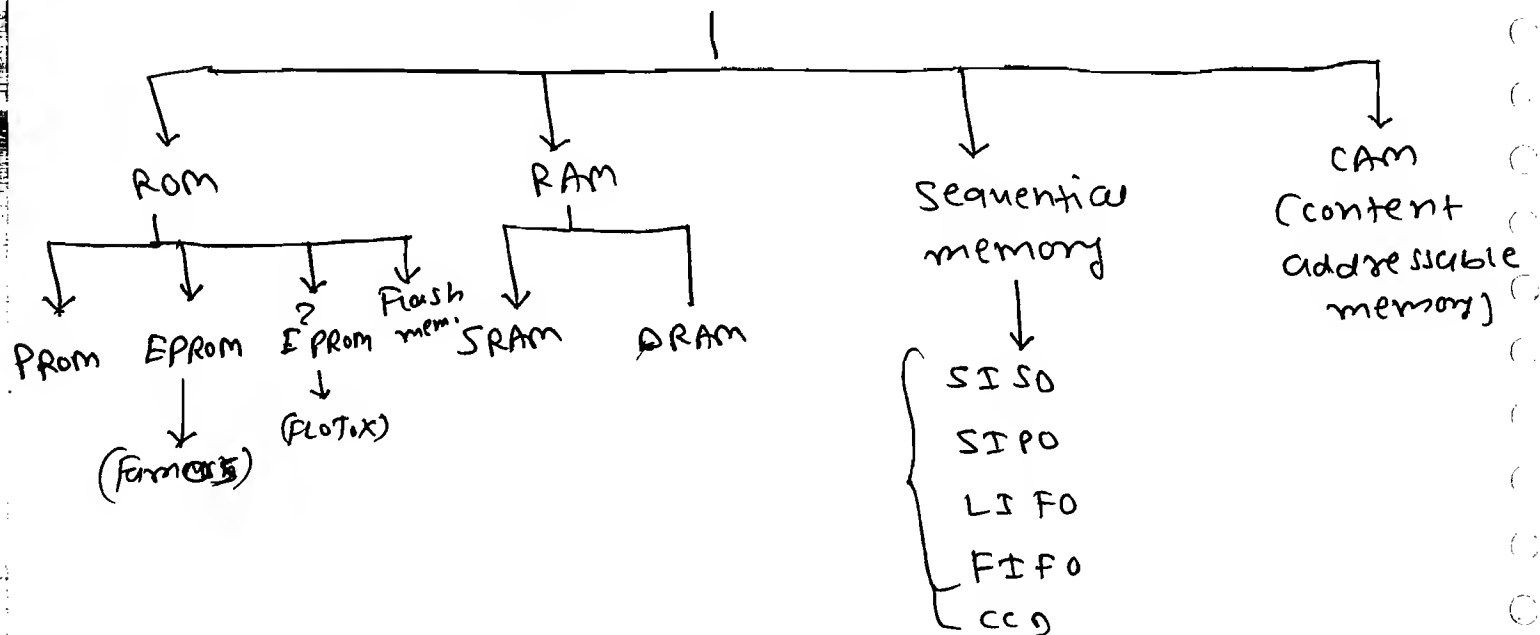 ROM
RAM
Sequential
memory
CAM
(content
addressable
memory)
PROM
EPROM
E²PROM
Flash
mem.
SRAM
DRAM
(FLOTOX)
SISO
SIPO
LIFO
FIFO
CCD